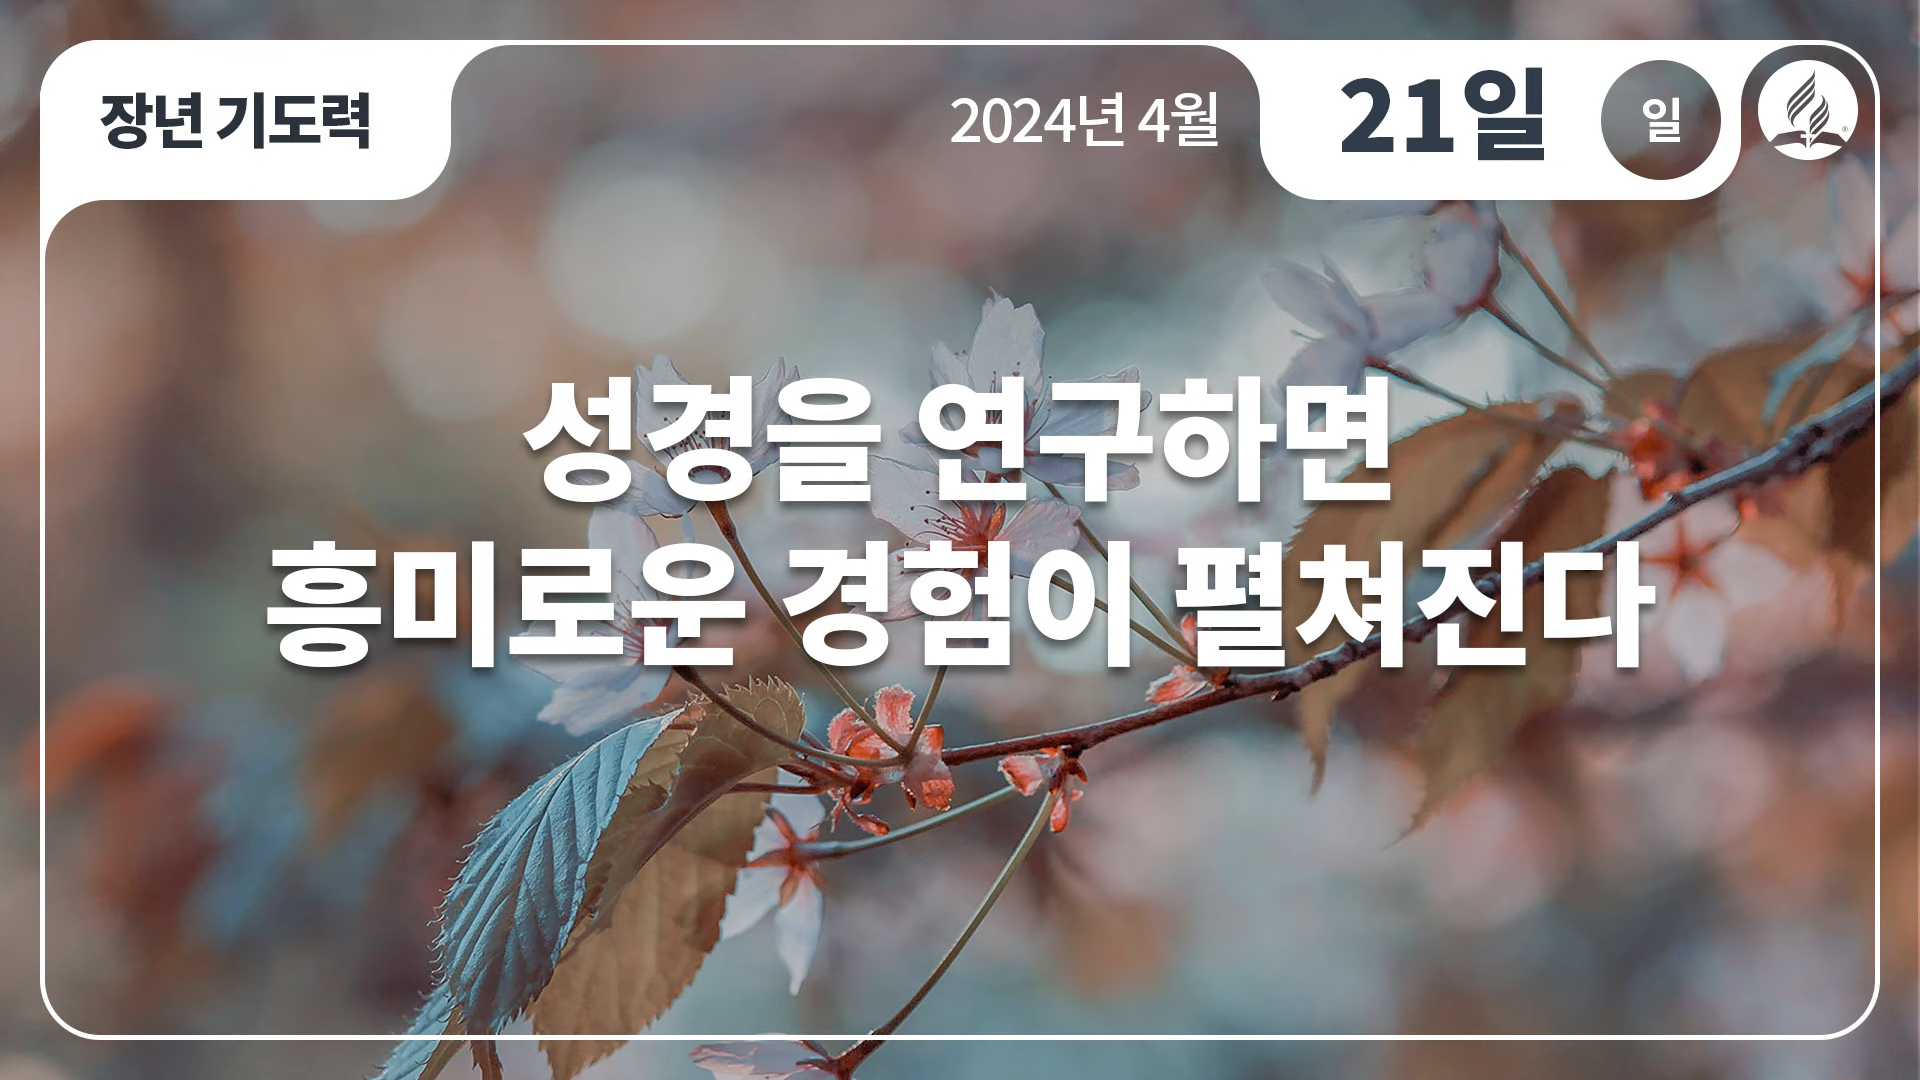 장년 기도력
2024년 4월
21일
일
성경을 연구하면
흥미로운 경험이 펼쳐진다